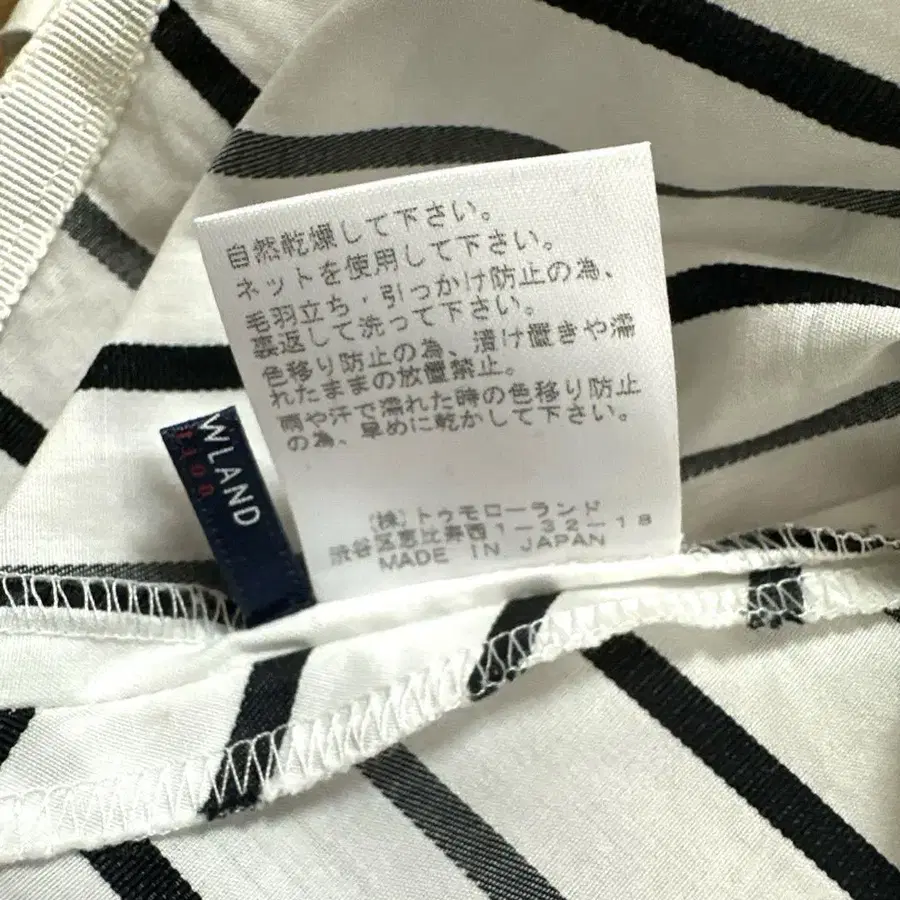 自然乾燥して下さい。
ネットを使用して下さい。
毛羽立ち・引っかけ防止の為、
裏返して洗って下さい。
色移り防止の為、漬け置きや濡
れたままの放置禁止。
雨や汗で濡れた時の色移り防止
の為、早めに乾かして下さい。
(株)トゥモローランド
渋谷区恵比寿西1-32-18
MADE IN JAPAN
WLAND